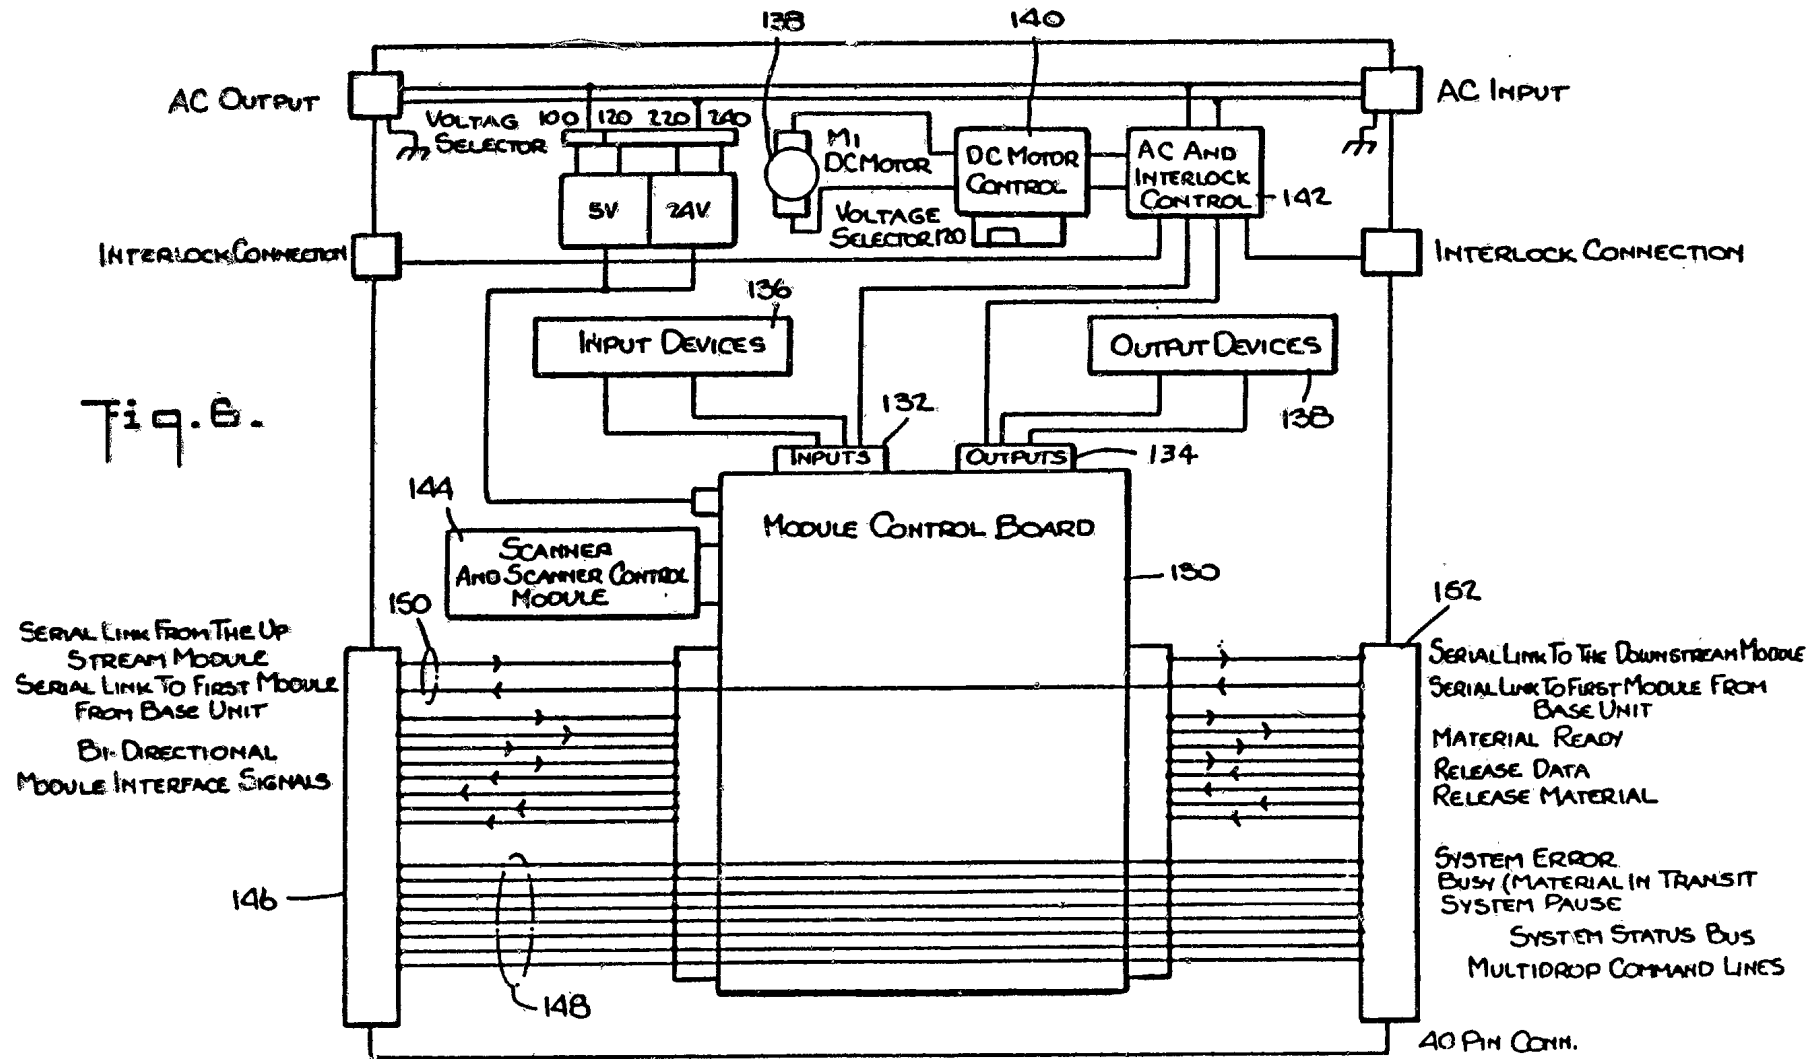 138
140
AC OUTPUT
AC INPUT
VOLTAG
SELECTOR
100 120 220 240
M1
DC MOTOR
DC MOTOR
CONTROL
AC AND
INTERLOCK
CONTROL
142
5V
24V
VOLTAGE
SELECTOR 120
INTERLOCK CONNECTION
INTERLOCK CONNECTION
136
INPUT DEVICES
OUTPUT DEVICES
138
Fig. 6.
132
INPUTS
OUTPUTS
134
144
MODULE CONTROL BOARD
SCANNER
AND SCANNER CONTROL
MODULE
130
150
152
SERIAL LINK FROM THE UP
STREAM MODULE
SERIAL LINK TO FIRST MODULE
FROM BASE UNIT
BI-DIRECTIONAL
MODULE INTERFACE SIGNALS
SERIAL LINK TO THE DOWNSTREAM MODULE
SERIAL LINK TO FIRST MODULE FROM
BASE UNIT
MATERIAL READY
RELEASE DATA
RELEASE MATERIAL
146
148
SYSTEM ERROR
BUSY (MATERIAL IN TRANSIT
SYSTEM PAUSE
SYSTEM STATUS BUS
MULTIDROP COMMAND LINES
40 PIN CONN.